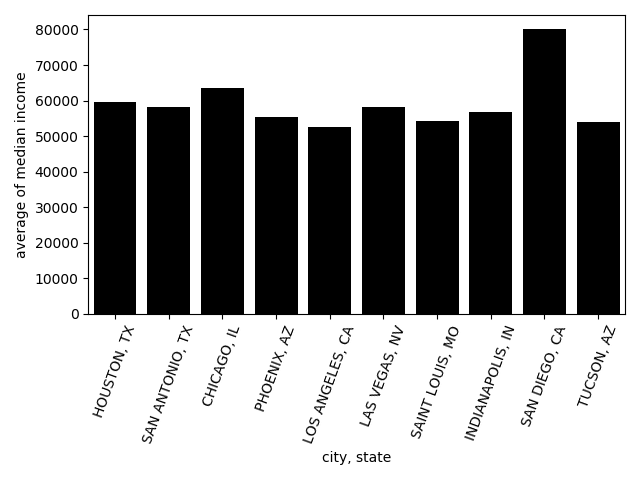 80000
70000
60000
50000
40000
30000
20000
10000
0
average of median income
HOUSTON, TX
SAN ANTONIO, TX
CHICAGO, IL
PHOENIX, AZ
LOS ANGELES, CA
LAS VEGAS, NV
SAINT LOUIS, MO
INDIANAPOLIS, IN
SAN DIEGO, CA
TUCSON, AZ
city, state